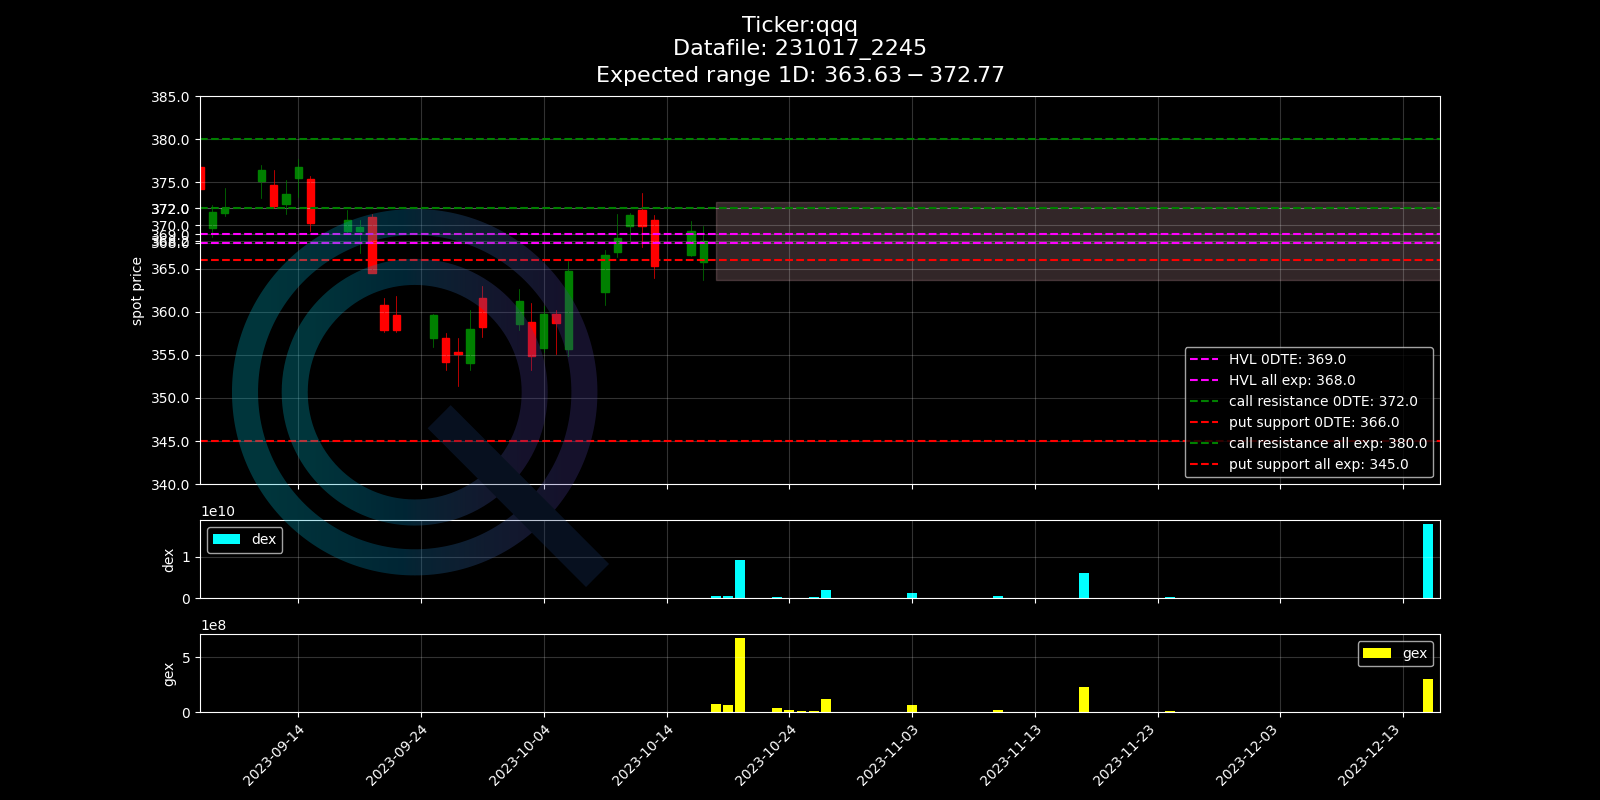 Ticker:qqq
Datafile: 231017_2245
Expected range 1D: 363.63 − 372.77
385.0
380.0
375.0
372.0
370.0
369.0
368.0
365.0
360.0
355.0
350.0
345.0
340.0
spot price
HVL 0DTE: 369.0
HVL all exp: 368.0
call resistance 0DTE: 372.0
put support 0DTE: 366.0
call resistance all exp: 380.0
put support all exp: 345.0
1e10
dex
1
0
dex
1e8
gex
5
0
gex
2023-09-14
2023-09-24
2023-10-04
2023-10-14
2023-10-24
2023-11-03
2023-11-13
2023-11-23
2023-12-03
2023-12-13